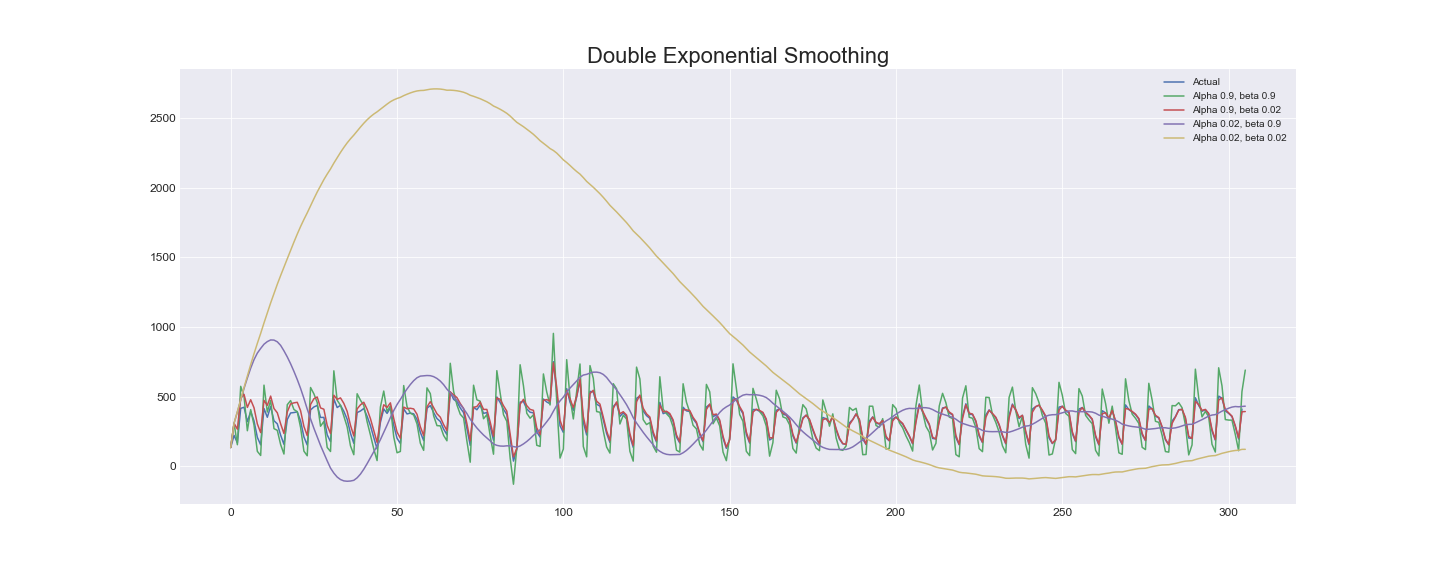 Double Exponential Smoothing
Actual
Alpha 0.9, beta 0.9
Alpha 0.9, beta 0.02
Alpha 0.02, beta 0.9
Alpha 0.02, beta 0.02
2500
2000
1500
1000
500
0
0 50 100 150 200 250 300